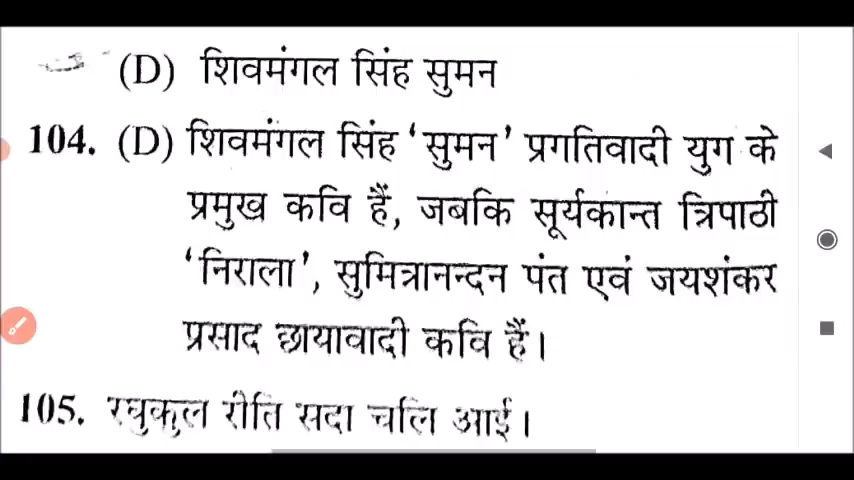 (D) शिवमंगल सिंह सुमन
104. (D) शिवमंगल सिंह ‘सुमन’ प्रगतिवादी युग के
प्रमुख कवि हैं, जबकि सूर्यकान्त त्रिपाठी
‘निराला’, सुमित्रानन्दन पंत एवं जयशंकर
प्रसाद छायावादी कवि हैं।
105. रघुकुल रीति सदा चलि आई।